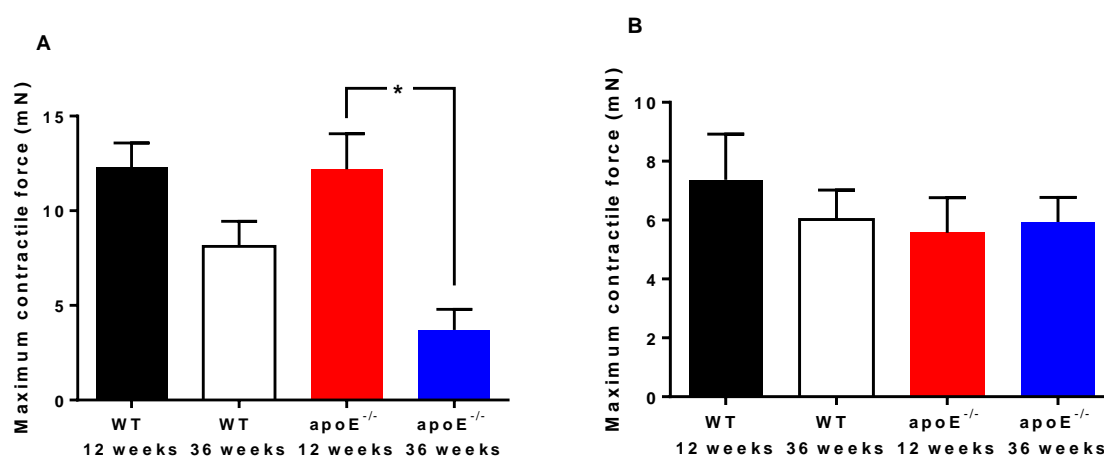 A
Maximum contractile force (mN)
15
10
5
0
*
WT
12 weeks
WT
36 weeks
apoE-/-
12 weeks
apoE-/-
36 weeks
B
Maximum contractile force (mN)
10
8
6
4
2
0
WT
12 weeks
WT
36 weeks
apoE-/-
12 weeks
apoE-/-
36 weeks